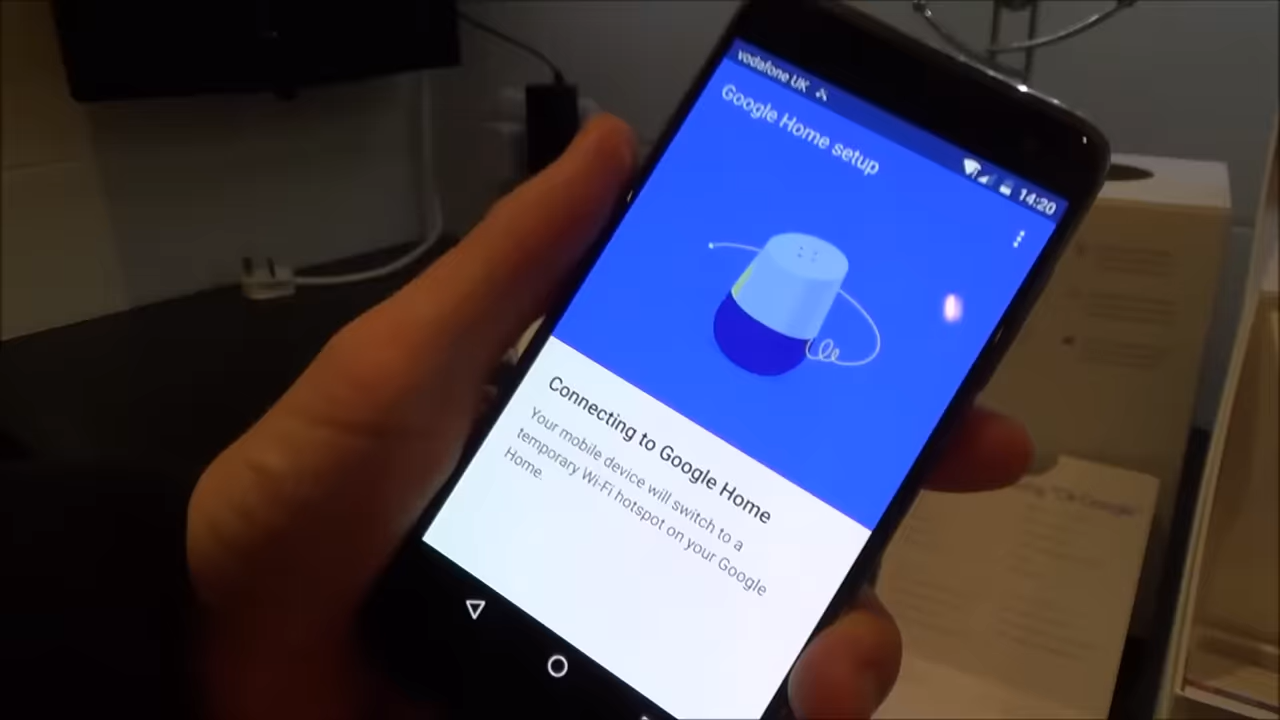 vodafone UK
14:20
Google Home setup
Connecting to Google Home
Your mobile device will switch to a
temporary Wi-Fi hotspot on your Google
Home.